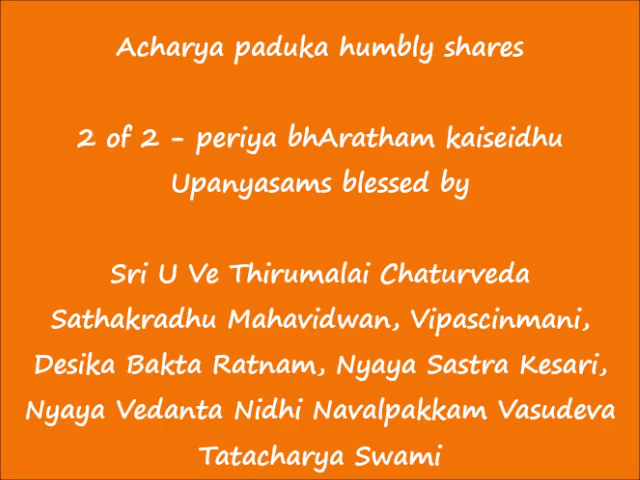 Acharya paduka humbly shares
2 of 2 - periya bhAratham kaiseidhu
Upanyasams blessed by
Sri U Ve Thirumalai Chaturveda
Sathakradhu Mahavidwan, Vipascinmani,
Desika Bakta Ratnam, Nyaya Sastra Kesari,
Nyaya Vedanta Nidhi Navalpakkam Vasudeva
Tatacharya Swami